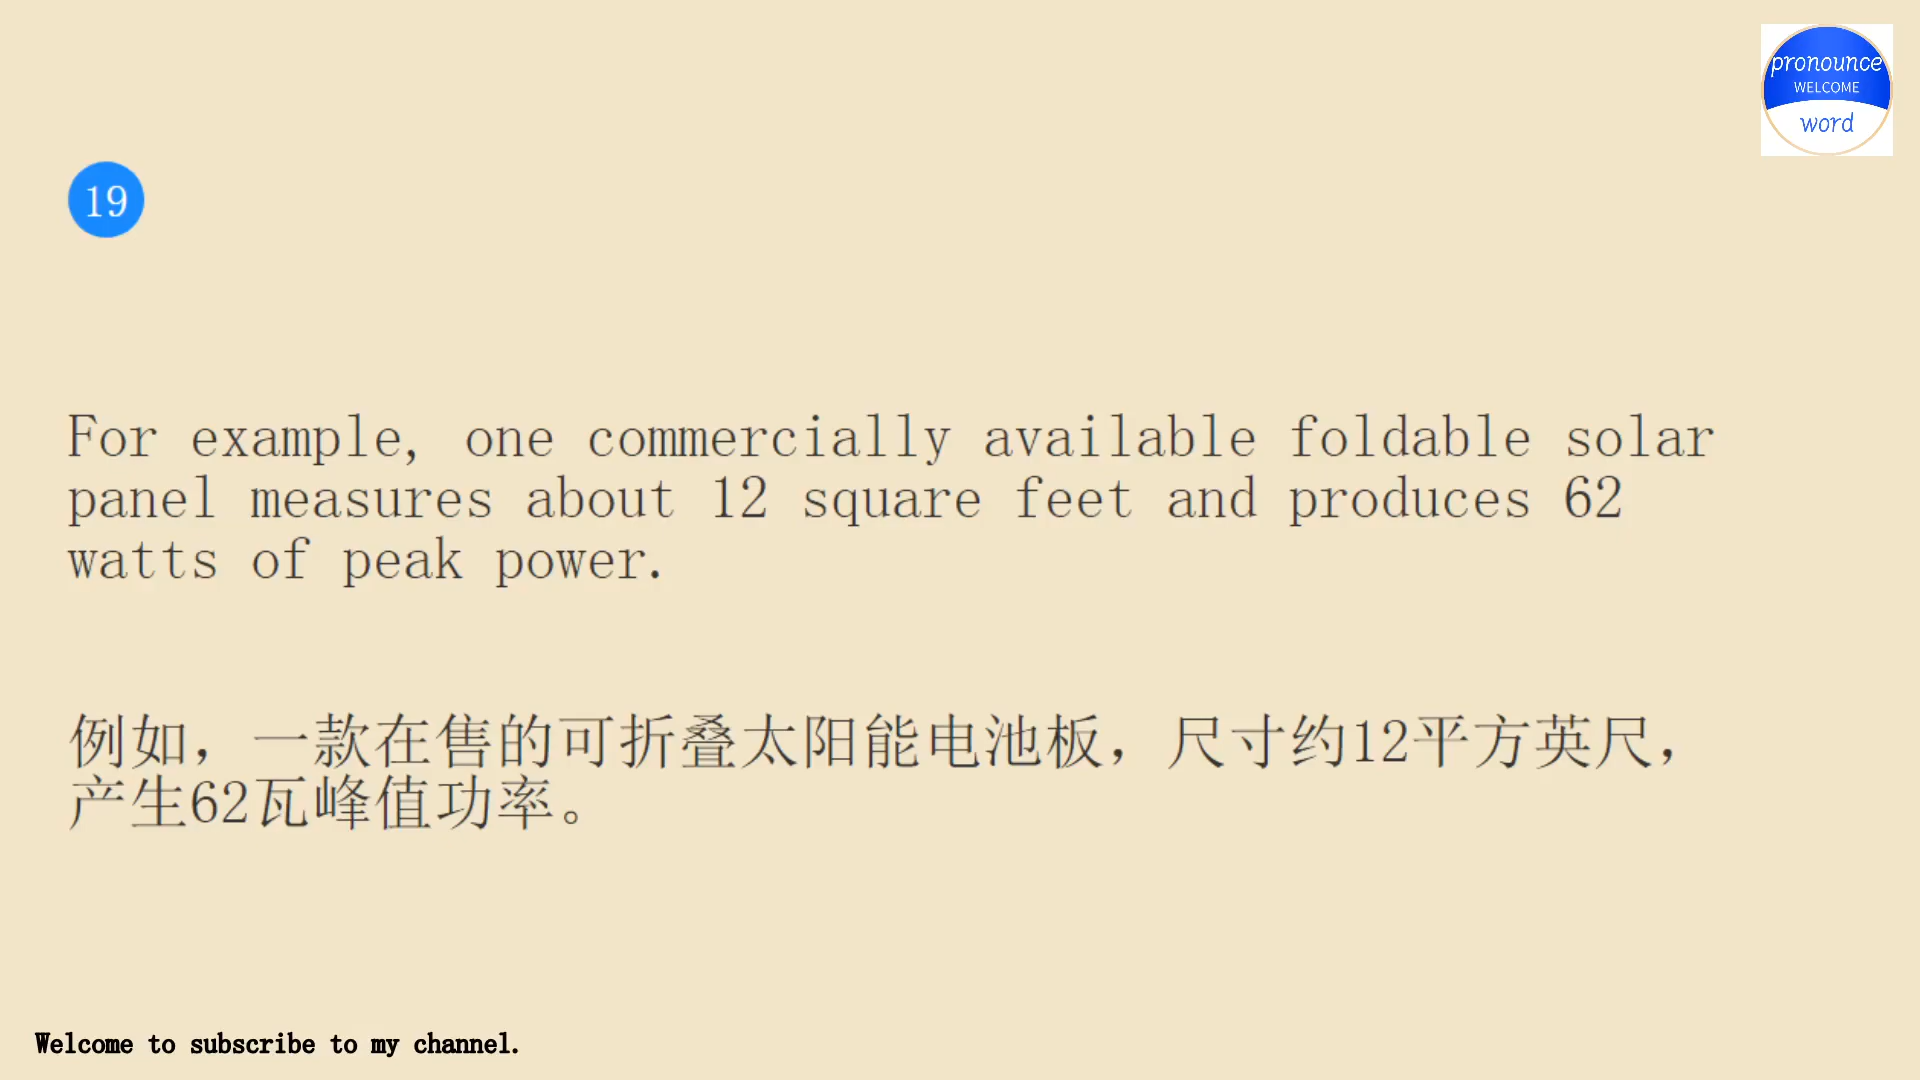 pronounce
WELCOME
word
19
For example, one commercially available foldable solar
panel measures about 12 square feet and produces 62
watts of peak power.
例如，一款在售的可折叠太阳能电池板，尺寸约12平方英尺，
产生62瓦峰值功率。
Welcome to subscribe to my channel.